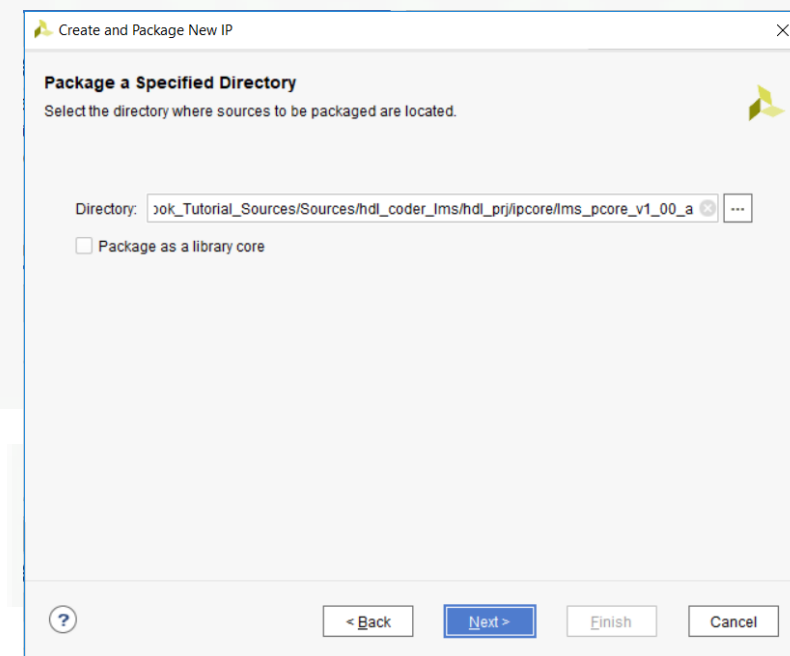 Create and Package New IP
Package a Specified Directory
Select the directory where sources to be packaged are located.
Directory: ook_Tutorial_Sources/Sources/hdl_coder_lms/hdl_prj/ipcore/lms_pcore_v1_00_a ...
Package as a library core
? < Back Next > Finish Cancel